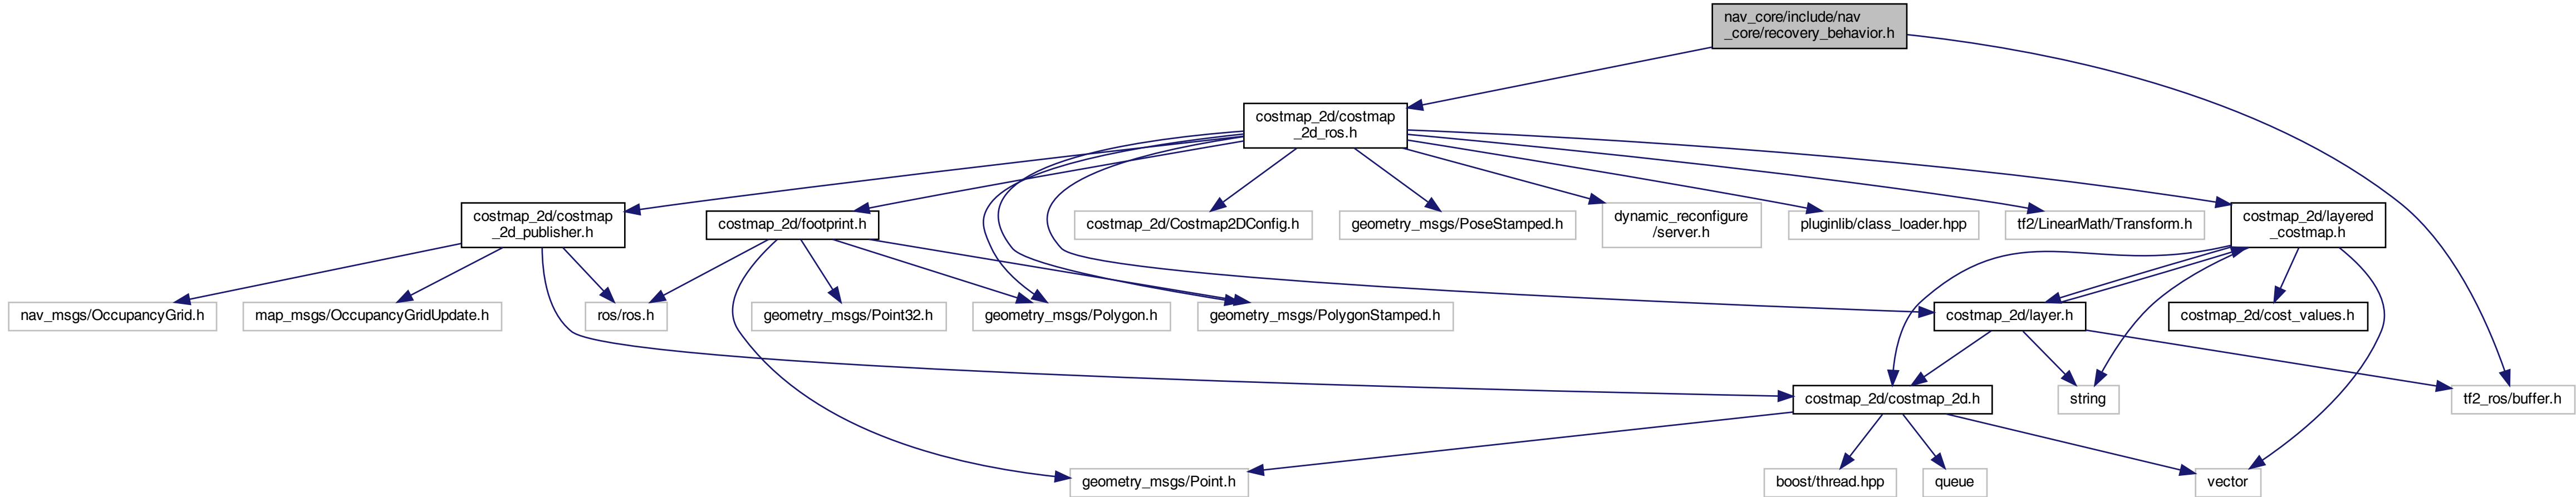 nav_core/include/nav
_core/recovery_behavior.h
costmap_2d/costmap
_2d_ros.h
costmap_2d/costmap
_2d_publisher.h
costmap_2d/footprint.h
costmap_2d/Costmap2DConfig.h
geometry_msgs/PoseStamped.h
dynamic_reconfigure
/server.h
pluginlib/class_loader.hpp
tf2/LinearMath/Transform.h
costmap_2d/layered
_costmap.h
nav_msgs/OccupancyGrid.h
map_msgs/OccupancyGridUpdate.h
ros/ros.h
geometry_msgs/Point32.h
geometry_msgs/Polygon.h
geometry_msgs/PolygonStamped.h
costmap_2d/layer.h
costmap_2d/cost_values.h
costmap_2d/costmap_2d.h
string
tf2_ros/buffer.h
geometry_msgs/Point.h
boost/thread.hpp
queue
vector